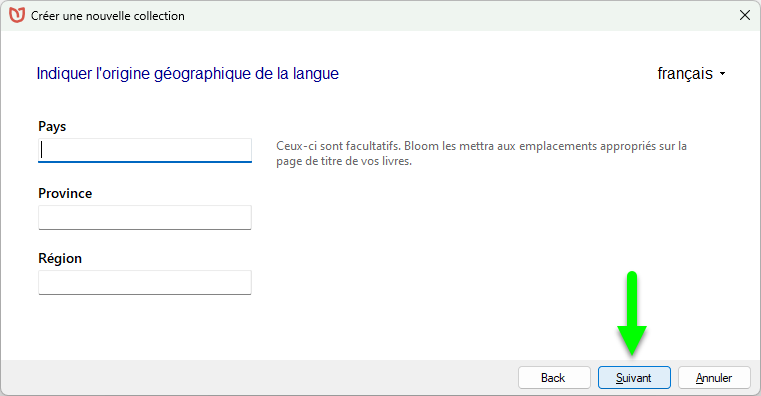 Créer une nouvelle collection
Indiquer l'origine géographique de la langue
français
Pays
Ceux-ci sont facultatifs. Bloom les mettra aux emplacements appropriés sur la
page de titre de vos livres.
Province
Région
Back
Suivant
Annuler